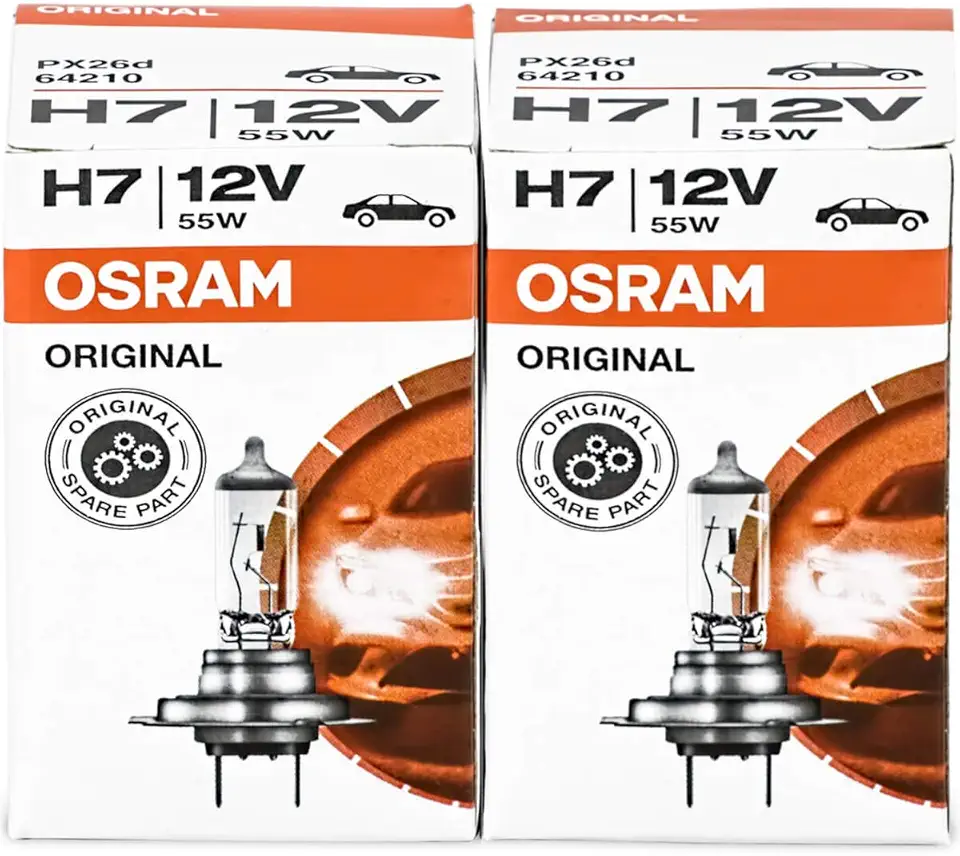 ORIGINAL
PX26d
64210
H7 | 12V
55W
H7 | 12V
55W
OSRAM
ORIGINAL
ORIGINAL
SPARE PART
ORIGINAL
PX26d
64210
H7 | 12V
55W
H7 | 12V
55W
OSRAM
ORIGINAL
ORIGINAL
SPARE PART